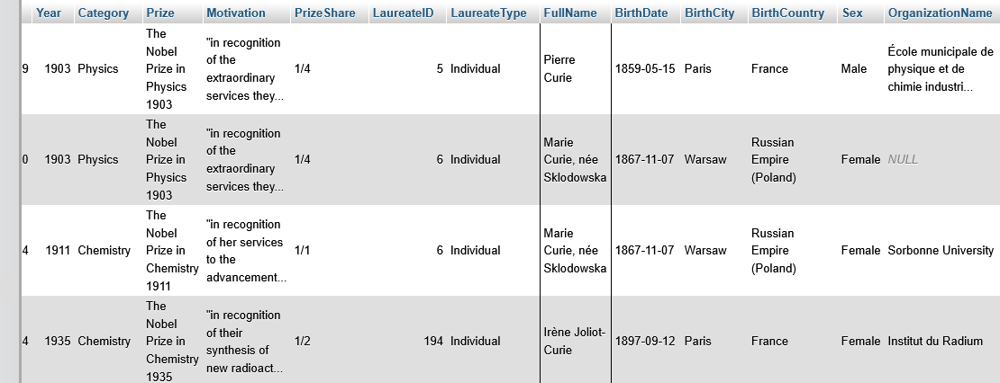 Year Category Prize Motivation PrizeShare LaureateID LaureateType FullName BirthDate BirthCity BirthCountry Sex OrganizationName
9 1903 Physics The Nobel Prize in Physics 1903 "in recognition of the extraordinary services they... 1/4 5 Individual Pierre Curie 1859-05-15 Paris France Male École municipale de physique et de chimie industri...
0 1903 Physics The Nobel Prize in Physics 1903 "in recognition of the extraordinary services they... 1/4 6 Individual Marie Curie, née Sklodowska 1867-11-07 Warsaw Russian Empire (Poland) Female NULL
4 1911 Chemistry The Nobel Prize in Chemistry 1911 "in recognition of her services to the advancement... 1/1 6 Individual Marie Curie, née Sklodowska 1867-11-07 Warsaw Russian Empire (Poland) Female Sorbonne University
4 1935 Chemistry The Nobel Prize in Chemistry 1935 "in recognition of their synthesis of new radioact... 1/2 194 Individual Irène Joliot-Curie 1897-09-12 Paris France Female Institut du Radium